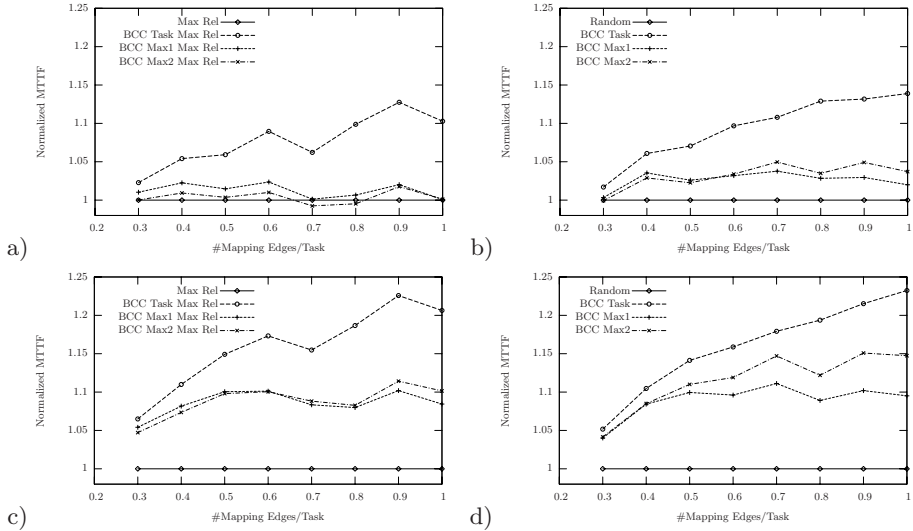 1.25
1.2
1.15
1.1
1.05
1
Normalized MTTF
Max Rel
BCC Task Max Rel
BCC Max1 Max Rel
BCC Max2 Max Rel
0.2 0.3 0.4 0.5 0.6 0.7 0.8 0.9 1
#Mapping Edges/Task
a)
1.25
1.2
1.15
1.1
1.05
1
Normalized MTTF
Random
BCC Task
BCC Max1
BCC Max2
0.2 0.3 0.4 0.5 0.6 0.7 0.8 0.9 1
#Mapping Edges/Task
b)
1.25
1.2
1.15
1.1
1.05
1
Normalized MTTF
Max Rel
BCC Task Max Rel
BCC Max1 Max Rel
BCC Max2 Max Rel
0.2 0.3 0.4 0.5 0.6 0.7 0.8 0.9 1
#Mapping Edges/Task
c)
1.25
1.2
1.15
1.1
1.05
1
Normalized MTTF
Random
BCC Task
BCC Max1
BCC Max2
0.2 0.3 0.4 0.5 0.6 0.7 0.8 0.9 1
#Mapping Edges/Task
d)